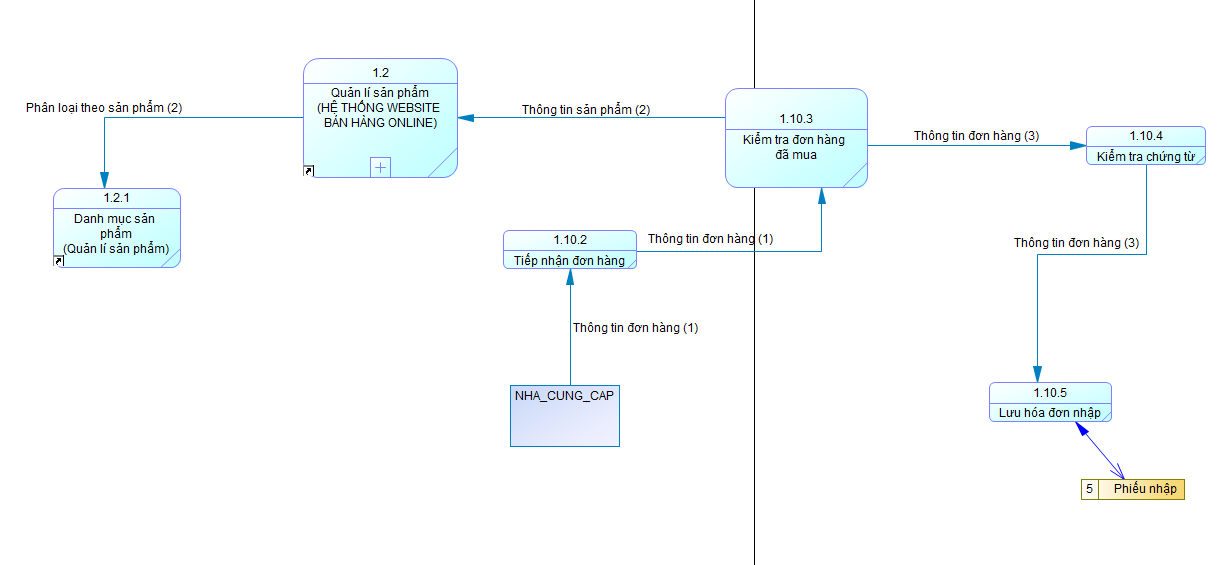 1.2
Quản lí sản phẩm
(HỆ THỐNG WEBSITE
BÁN HÀNG ONLINE)
Phân loại theo sản phẩm (2)
Thông tin sản phẩm (2)
1.10.3
Kiểm tra đơn hàng
đã mua
Thông tin đơn hàng (3)
1.10.4
Kiểm tra chứng từ
1.2.1
Danh mục sản
phẩm
(Quản lí sản phẩm)
1.10.2
Tiếp nhận đơn hàng
Thông tin đơn hàng (1)
Thông tin đơn hàng (3)
Thông tin đơn hàng (1)
NHA_CUNG_CAP
1.10.5
Lưu hóa đơn nhập
5 Phiếu nhập